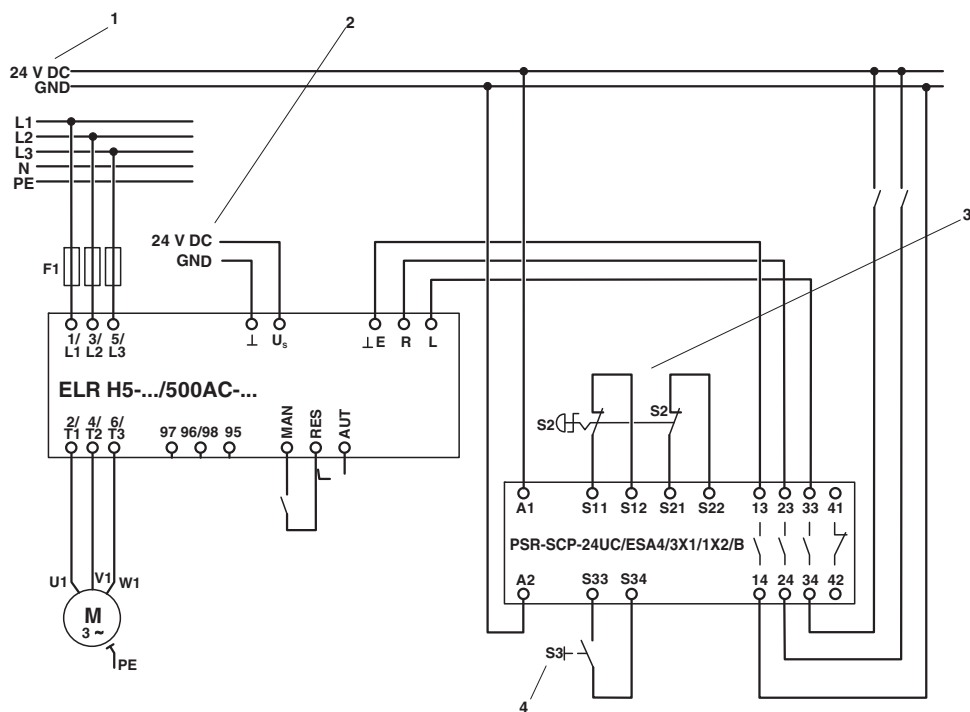 1
2
24 V DC
GND
L1
L2
L3
N
PE
3
24 V DC
GND
F1
1/ 3/ 5/
L1 L2 L3
⊥ Us ⊥ E R L
ELR H5-.../500AC-...
2/ 4/ 6/
T1 T2 T3
97 96/98 95
MAN RES AUT
S2 S2
A1 S11 S12 S21 S22 13 23 33 41
PSR-SCP-24UC/ESA4/3X1/1X2/B
A2 S33 S34 14 24 34 42
U1 V1 W1
M
3 ~
PE
S3
4